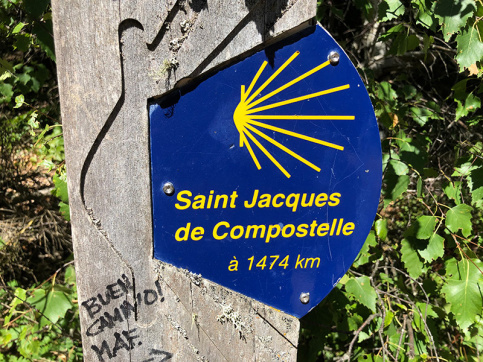 Saint Jacques
de Compostelle
à 1474 km
BUEN
CAMINO!
MAF.